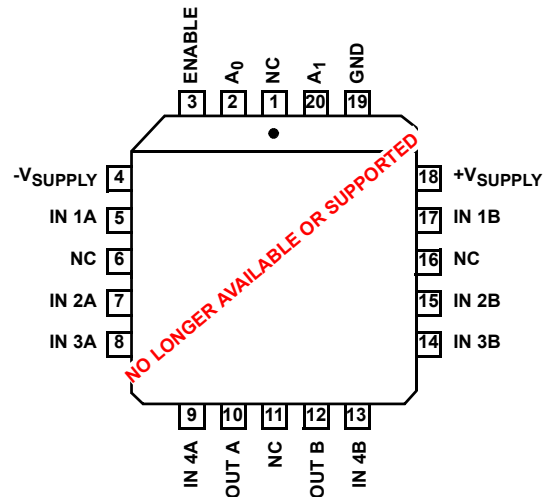 ENABLE
A0
NC
A1
GND
3
2
1
20
19
-VSUPPLY 4
18 +VSUPPLY
IN 1A 5
17 IN 1B
NC 6
16 NC
IN 2A 7
15 IN 2B
IN 3A 8
14 IN 3B
NO LONGER AVAILABLE OR SUPPORTED
9
10
11
12
13
IN 4A
OUT A
NC
OUT B
IN 4B